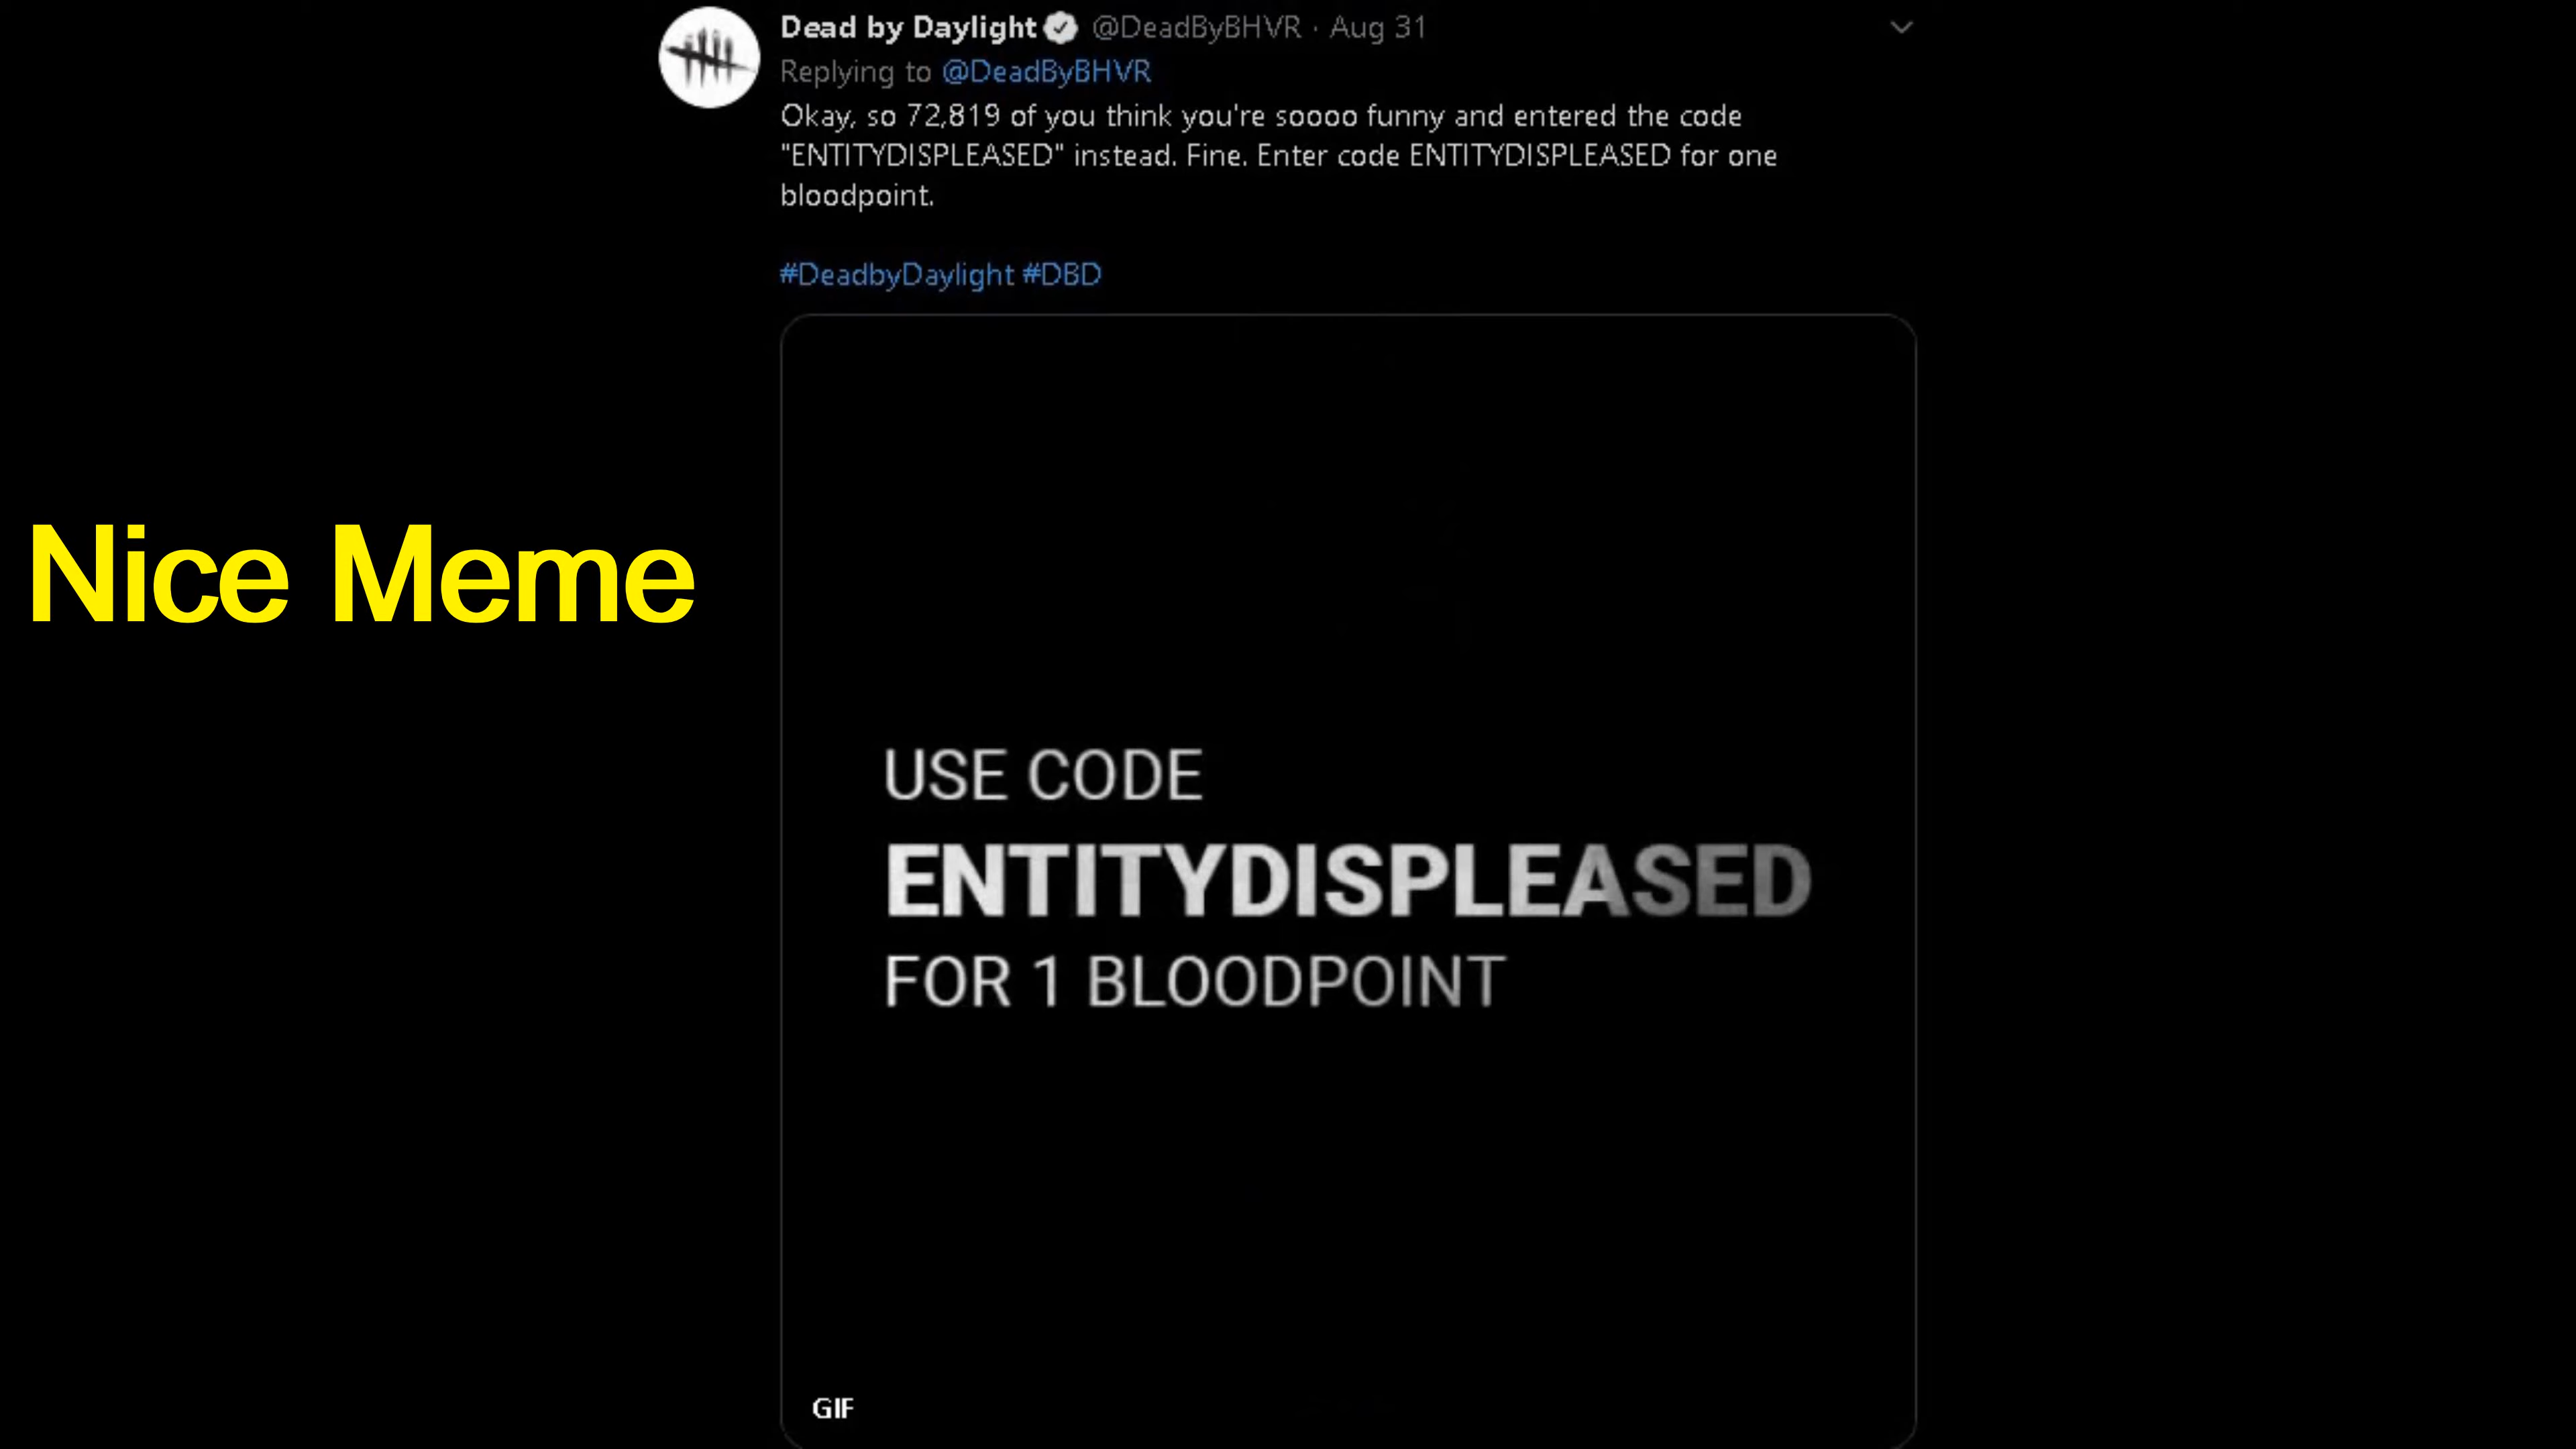 Dead by Daylight @DeadByBHVR · Aug 31
Replying to @DeadByBHVR
Okay, so 72,819 of you think you're soooo funny and entered the code
"ENTITYDISPLEASED" instead. Fine. Enter code ENTITYDISPLEASED for one
bloodpoint.
#DeadbyDaylight #DBD
Nice Meme
USE CODE
ENTITYDISPLEASED
FOR 1 BLOODPOINT
GIF